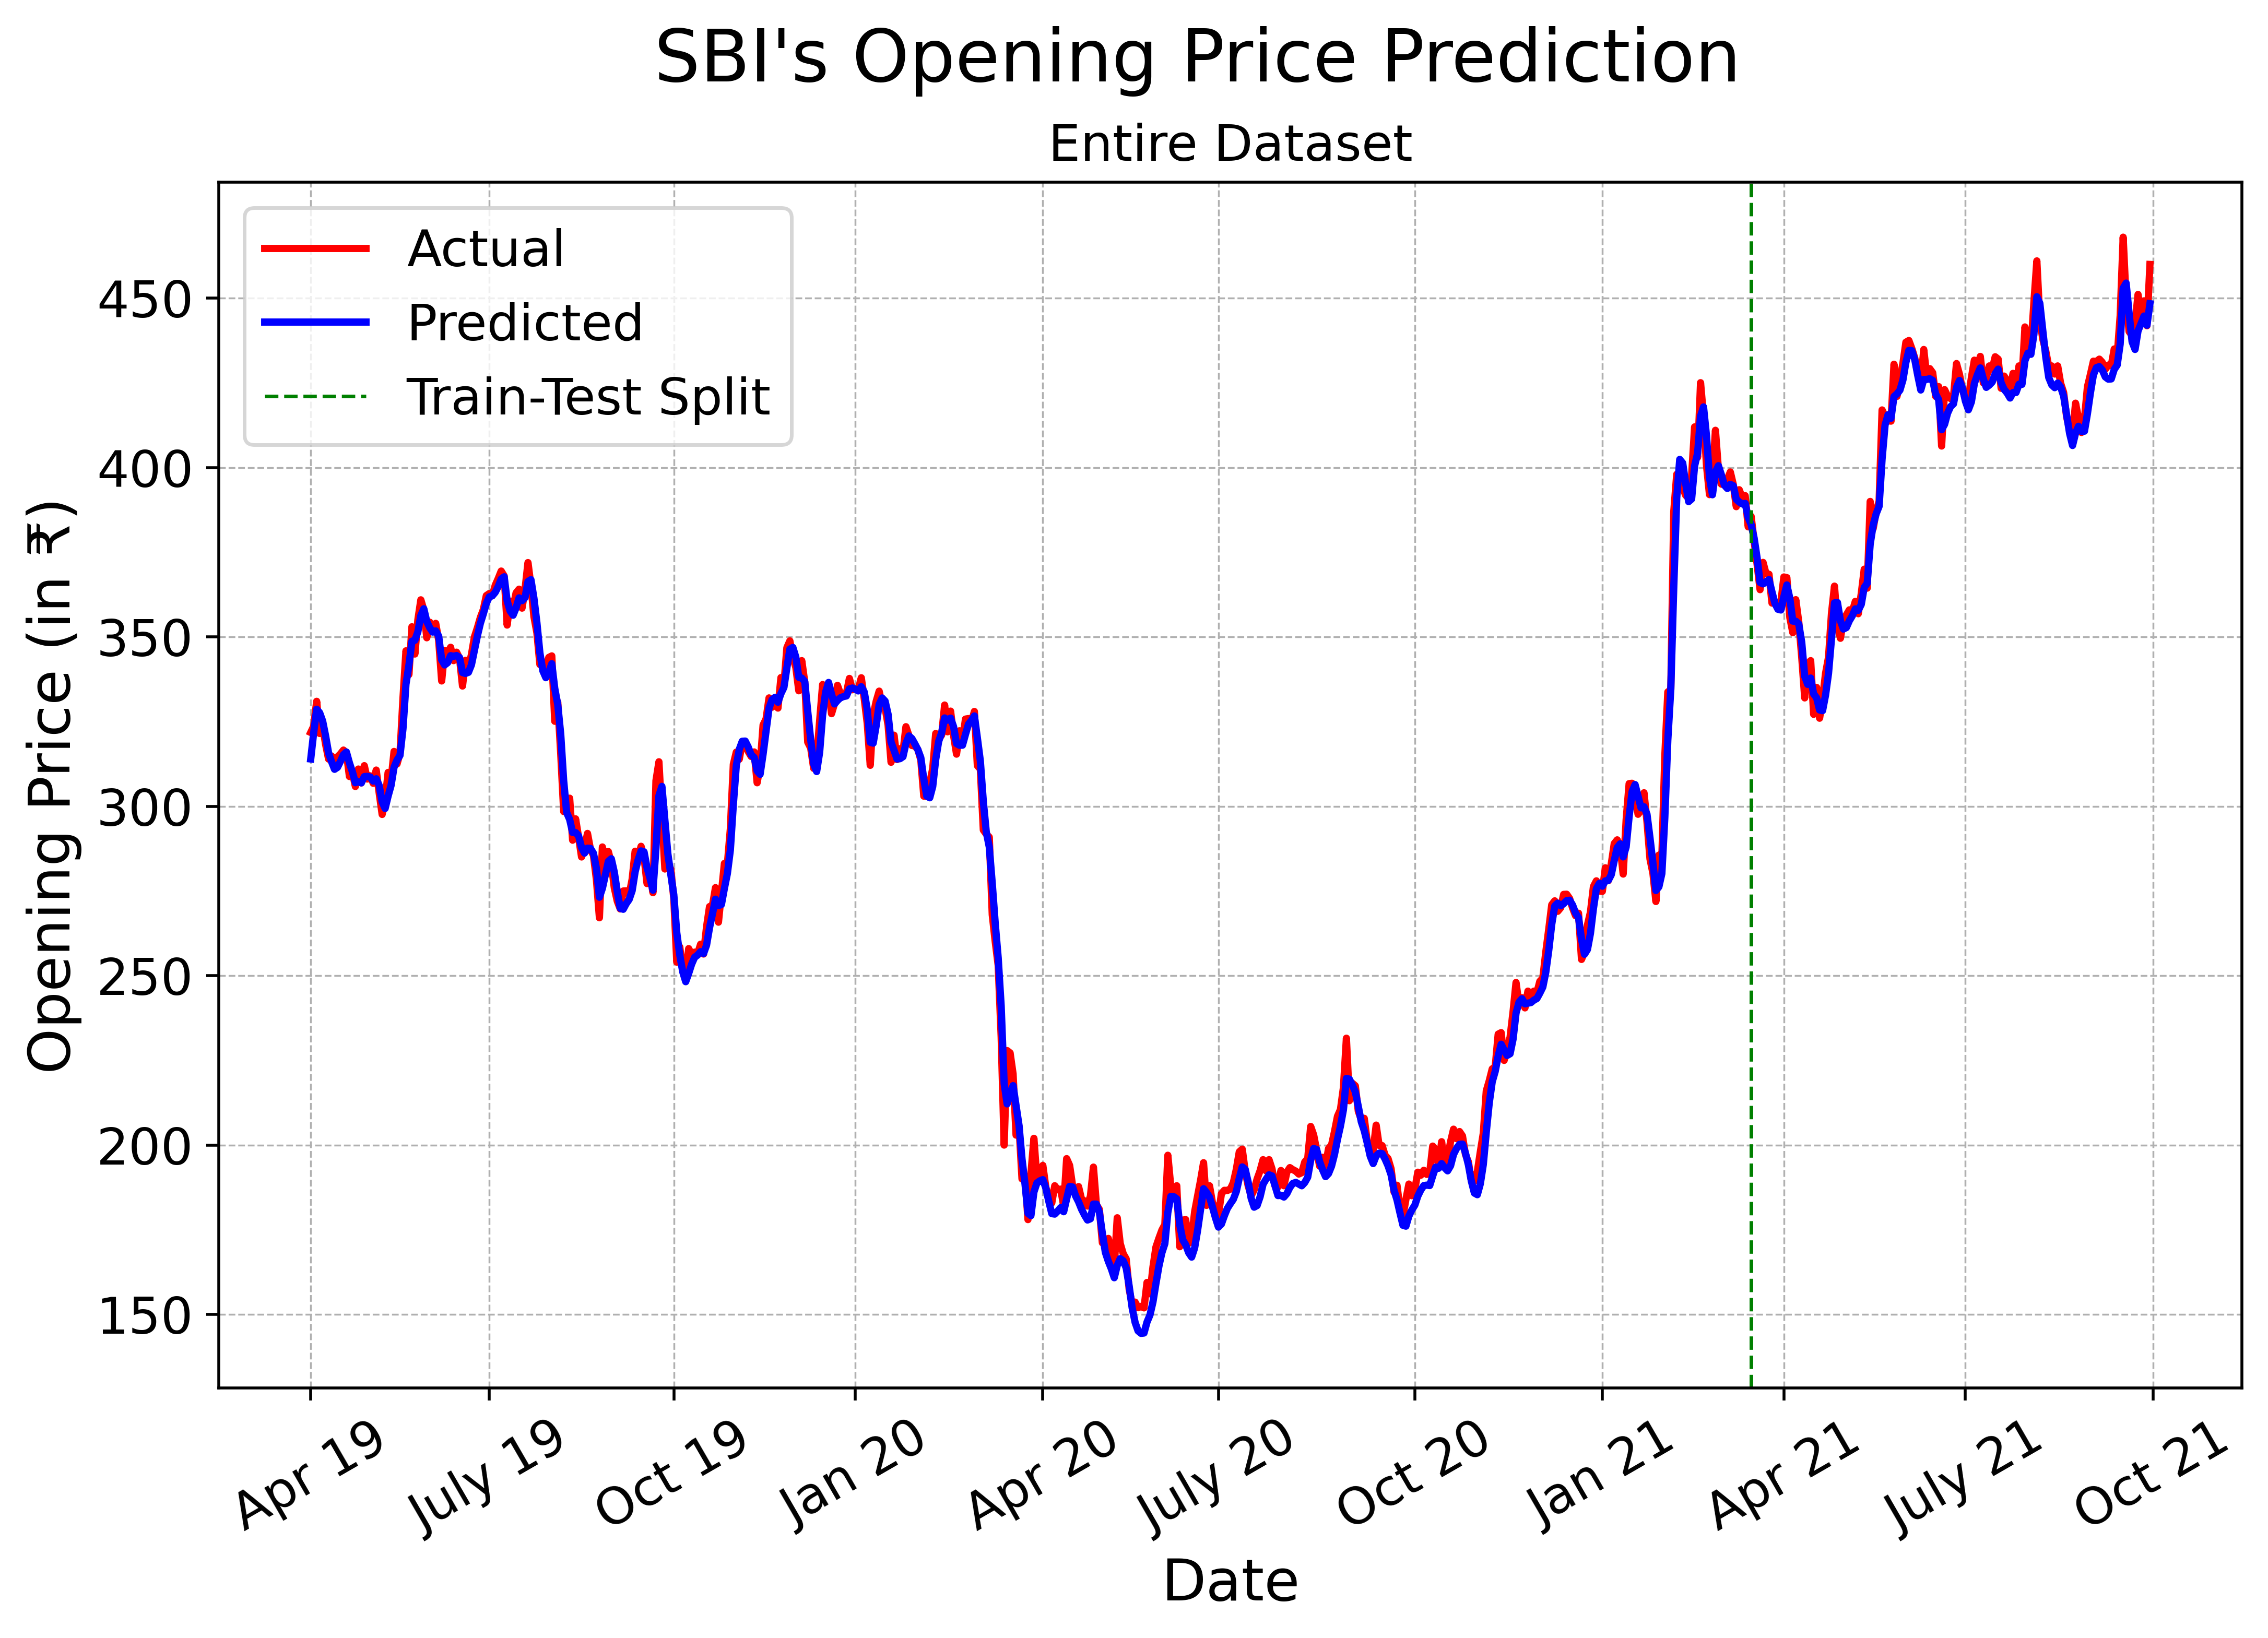 SBI's Opening Price Prediction
Entire Dataset
Actual
Predicted
Train-Test Split
Opening Price (in ₹)
450
400
350
300
250
200
150
Apr 19
July 19
Oct 19
Jan 20
Apr 20
July 20
Oct 20
Jan 21
Apr 21
July 21
Oct 21
Date